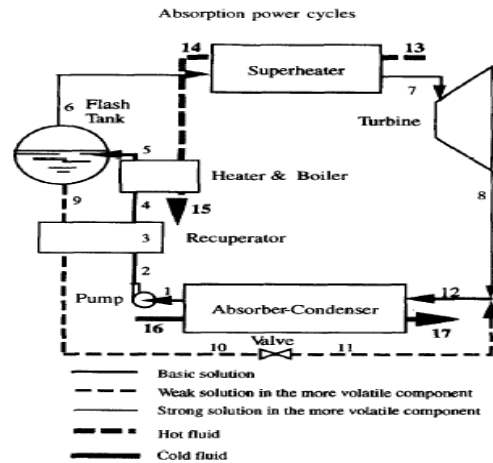 Absorption power cycles
14
13
Superheater
6
7
Flash
Tank
Turbine
5
Heater & Boiler
9
4
15
8
3
Recuperator
2
Pump
1
12
Absorber-Condenser
16
17
Valve
10
11
Basic solution
Weak solution in the more volatile component
Strong solution in the more volatile component
Hot fluid
Cold fluid